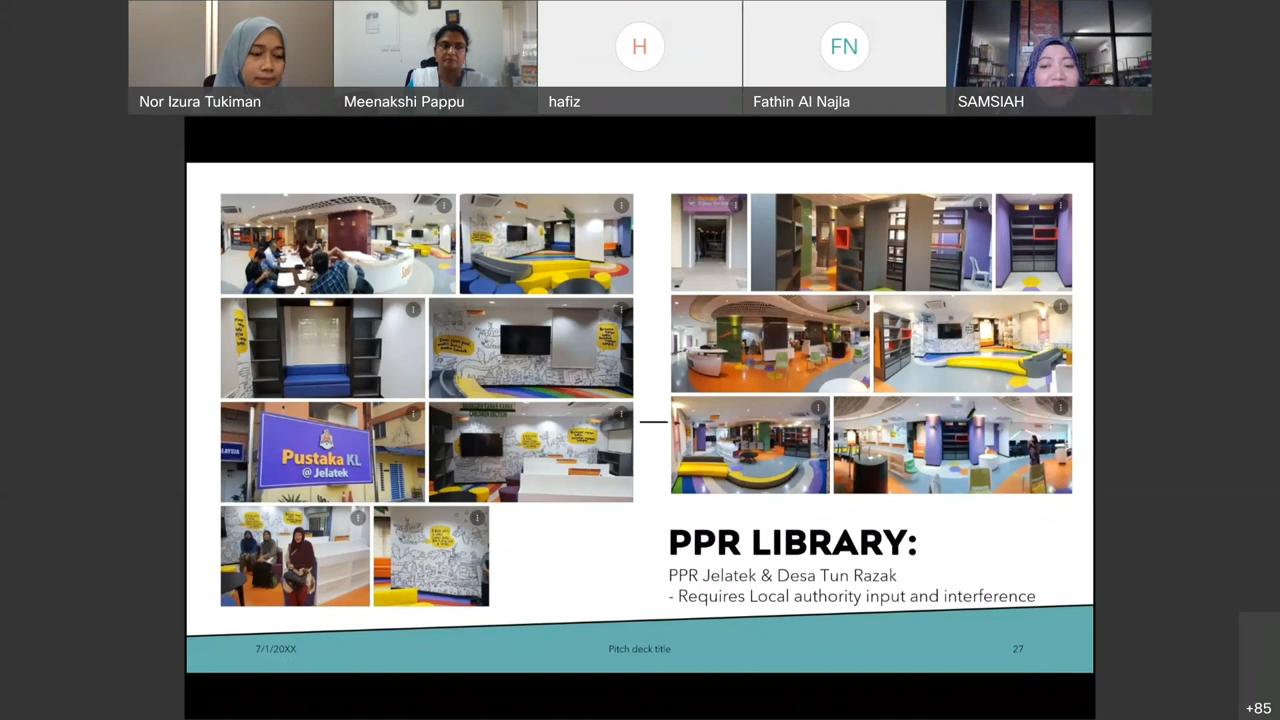 H
FN
Nor Izura Tukiman
Meenakshi Pappu
hafiz
Fathin Al Najla
SAMSIAH
Pustaka KL
@ Jelatek
PPR LIBRARY:
PPR Jelatek & Desa Tun Razak
- Requires Local authority input and interference
7/1/20XX
Pitch deck title
27
+85